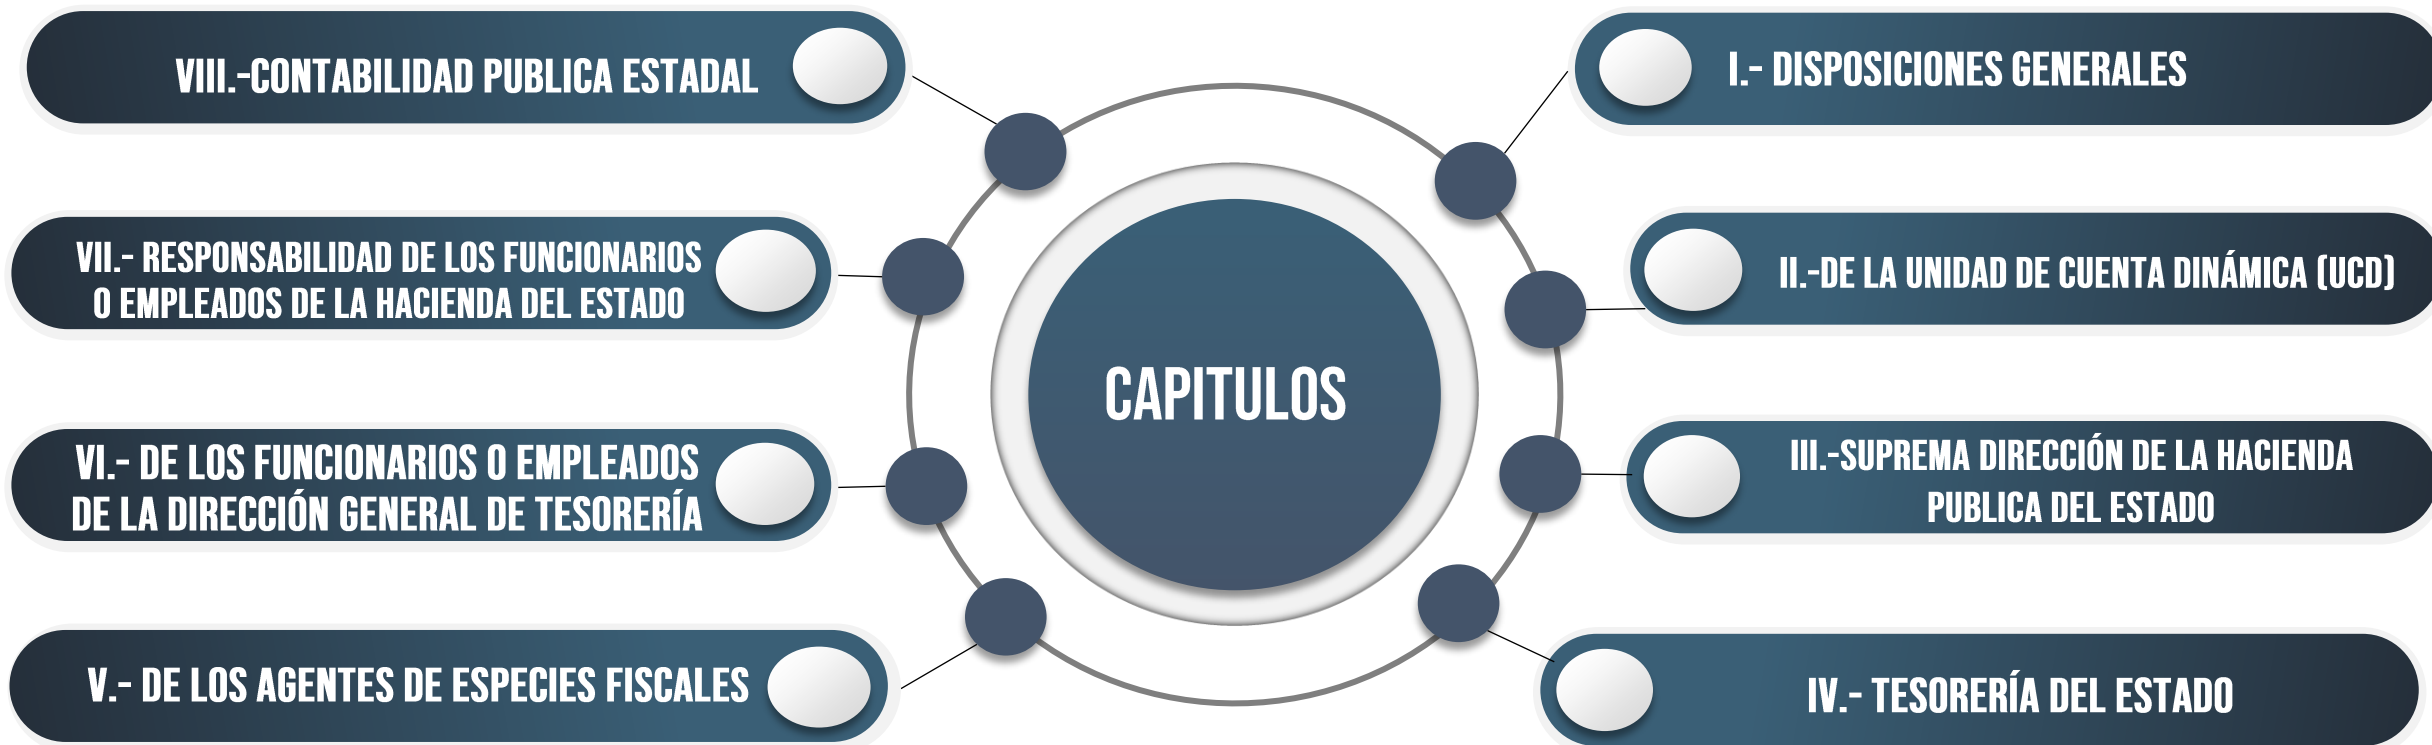 CAPITULOS
I.- DISPOSICIONES GENERALES
II.-DE LA UNIDAD DE CUENTA DINÁMICA (UCD)
III.-SUPREMA DIRECCIÓN DE LA HACIENDA
PUBLICA DEL ESTADO
IV.- TESORERÍA DEL ESTADO
V.- DE LOS AGENTES DE ESPECIES FISCALES
VI.- DE LOS FUNCIONARIOS O EMPLEADOS
DE LA DIRECCIÓN GENERAL DE TESORERÍA
VII.- RESPONSABILIDAD DE LOS FUNCIONARIOS
O EMPLEADOS DE LA HACIENDA DEL ESTADO
VIII.-CONTABILIDAD PUBLICA ESTADAL